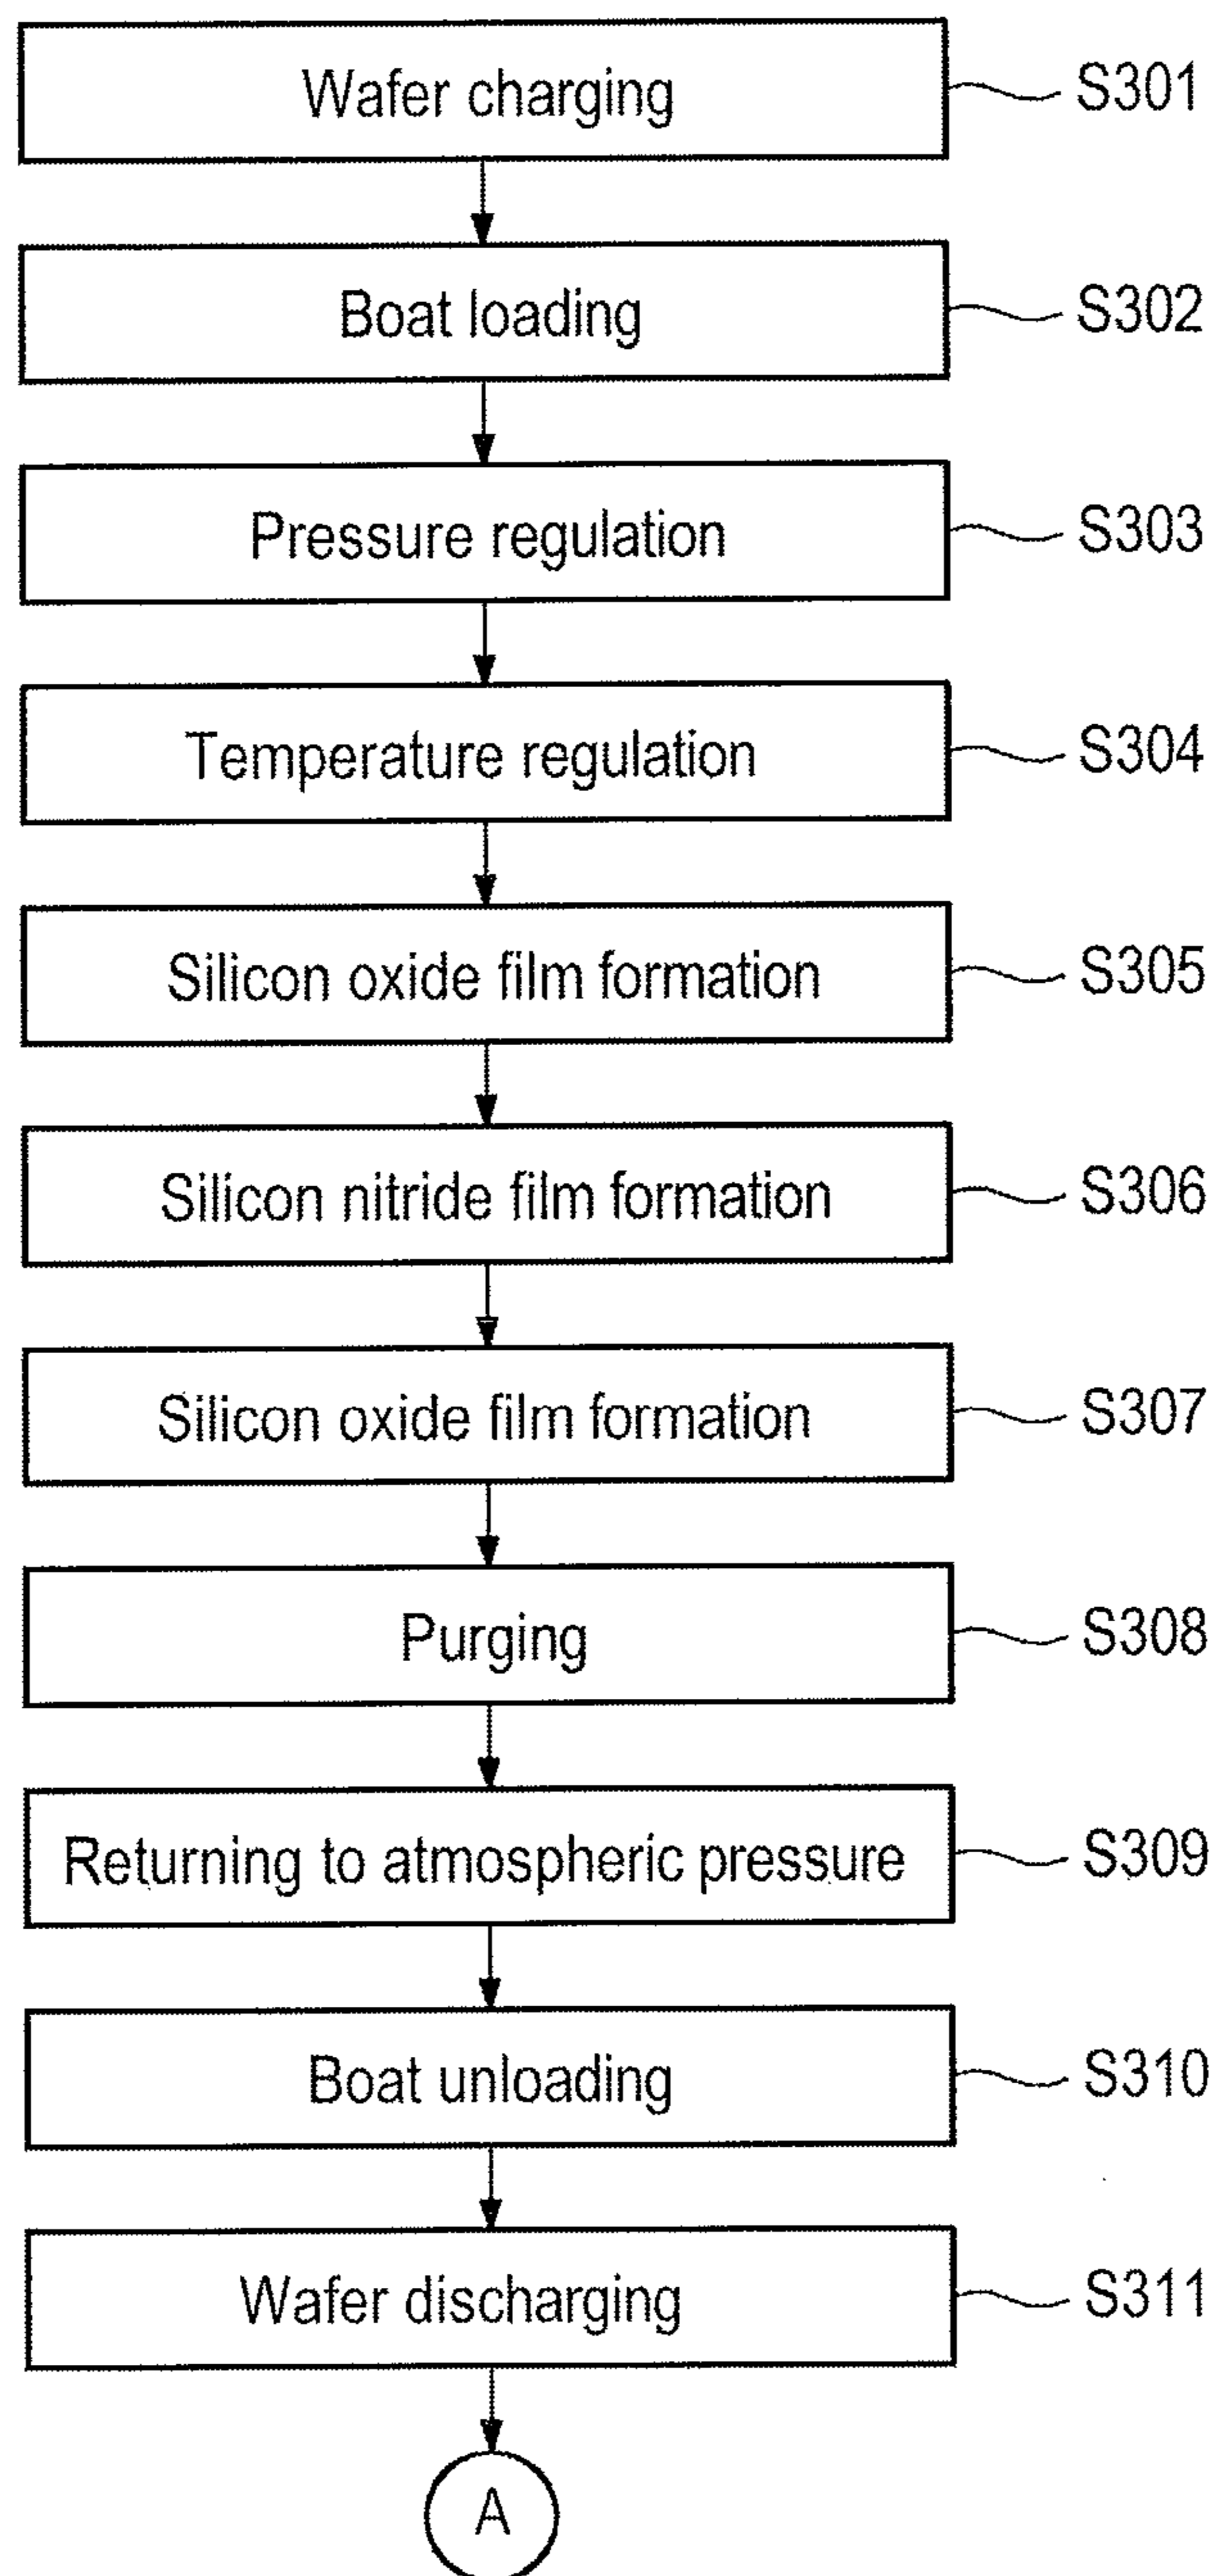 Wafer charging S301
Boat loading S302
Pressure regulation S303
Temperature regulation S304
Silicon oxide film formation S305
Silicon nitride film formation S306
Silicon oxide film formation S307
Purging S308
Returning to atmospheric pressure S309
Boat unloading S310
Wafer discharging S311
A